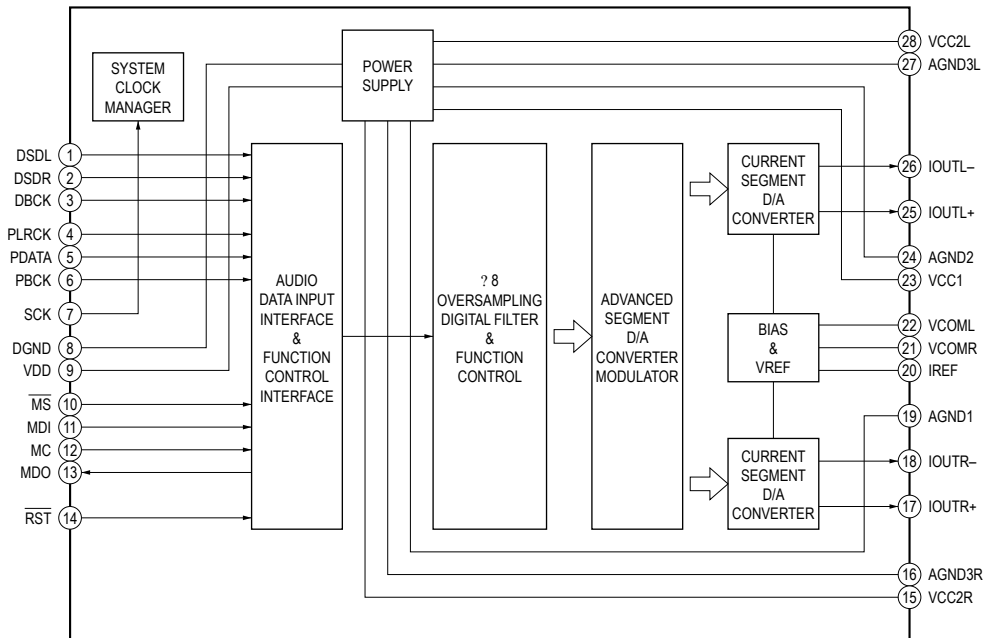 SYSTEM
CLOCK
MANAGER
POWER
SUPPLY
DSDL 1
DSDR 2
DBCK 3
PLRCK 4
PDATA 5
PBCK 6
SCK 7
DGND 8
VDD 9
MS 10
MDI 11
MC 12
MDO 13
RST 14
AUDIO
DATA INPUT
INTERFACE
&
FUNCTION
CONTROL
INTERFACE
? 8
OVERSAMPLING
DIGITAL FILTER
&
FUNCTION
CONTROL
ADVANCED
SEGMENT
D/A
CONVERTER
MODULATOR
CURRENT
SEGMENT
D/A
CONVERTER
BIAS
&
VREF
CURRENT
SEGMENT
D/A
CONVERTER
28 VCC2L
27 AGND3L
26 IOUTL–
25 IOUTL+
24 AGND2
23 VCC1
22 VCOML
21 VCOMR
20 IREF
19 AGND1
18 IOUTR–
17 IOUTR+
16 AGND3R
15 VCC2R